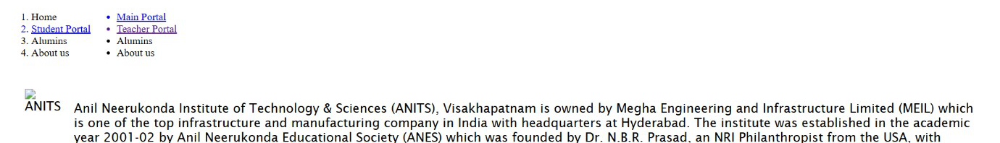 1. Home
2. Student Portal
3. Alumins
4. About us
• Main Portal
• Teacher Portal
• Alumins
• About us
ANITS
Anil Neerukonda Institute of Technology & Sciences (ANITS), Visakhapatnam is owned by Megha Engineering and Infrastructure Limited (MEIL) which
is one of the top infrastructure and manufacturing company in India with headquarters at Hyderabad. The institute was established in the academic
year 2001-02 by Anil Neerukonda Educational Society (ANES) which was founded by Dr. N.B.R. Prasad, an NRI Philanthropist from the USA, with